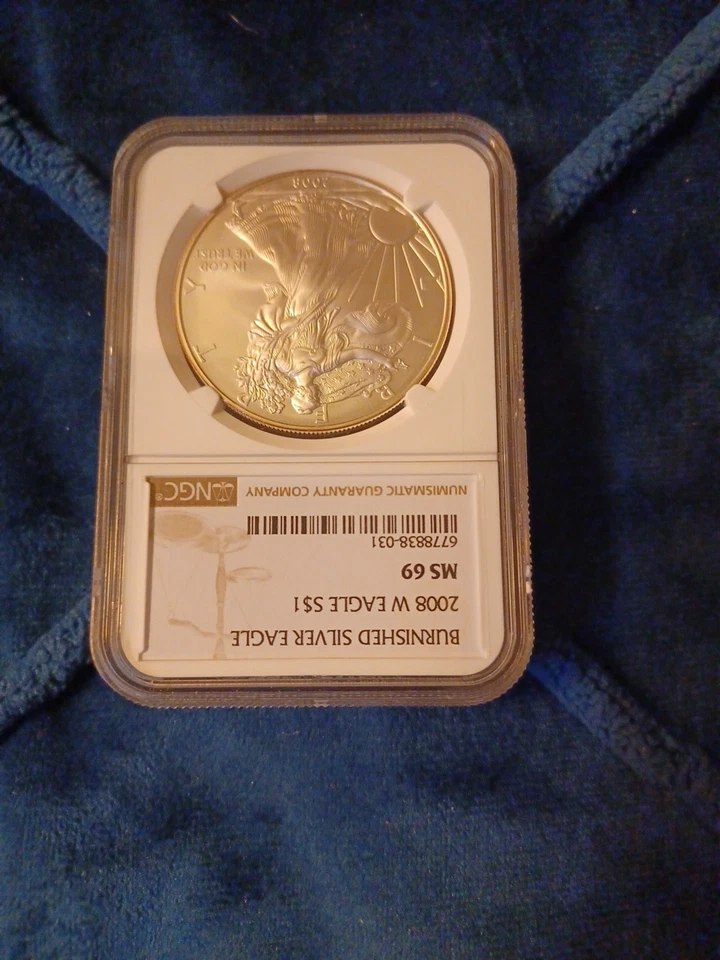 BURNISHED SILVER EAGLE
2008 W EAGLE S$1
MS 69
6778838-031
NUMISMATIC GUARANTY COMPANY NGC®
LIBERTY
IN GOD
WE TRUST
2008